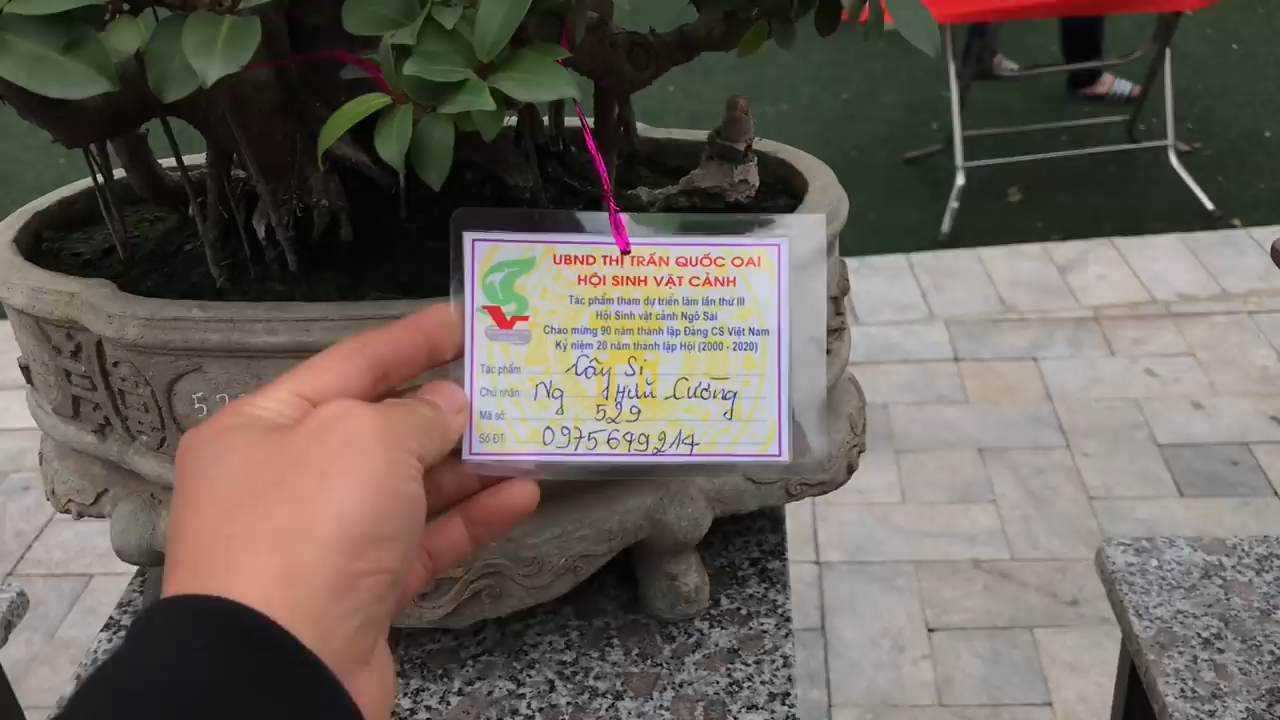 UBND THỊ TRẤN QUỐC OAI
HỘI SINH VẬT CẢNH
Tác phẩm tham dự triển lãm lần thứ III
Hội Sinh vật cảnh Ngô Sài
Chào mừng 90 năm thành lập Đảng CS Việt Nam
Kỷ niệm 20 năm thành lập Hội (2000 - 2020)
Tác phẩm: Cây Si
Chủ nhân: Ng Hữu Cường
Mã số: 529
Số ĐT: 0975649214